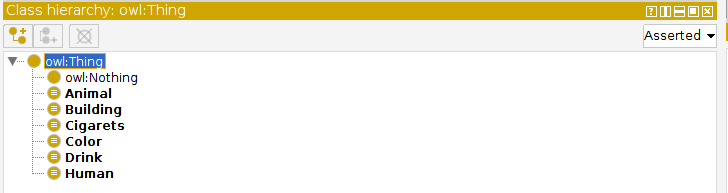 Class hierarchy: owl:Thing
Asserted
owl:Thing
owl:Nothing
Animal
Building
Cigarets
Color
Drink
Human